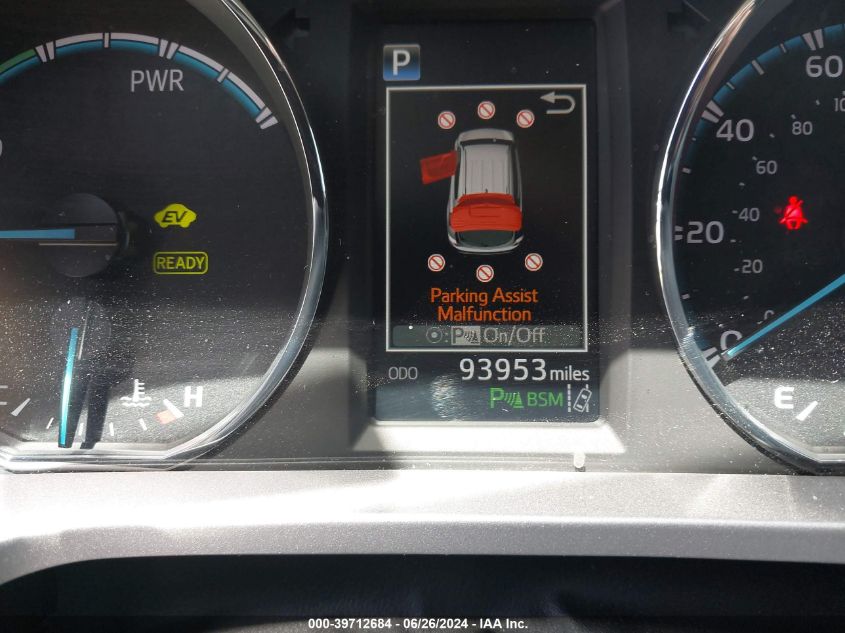 PWR
EV
READY
H
P
Parking Assist
Malfunction
P On/Off
ODO 93953 miles
P BSM
60
40
20
0
80
60
40
20
E
000-39712684 / 06/26/2024 - IAA Inc.